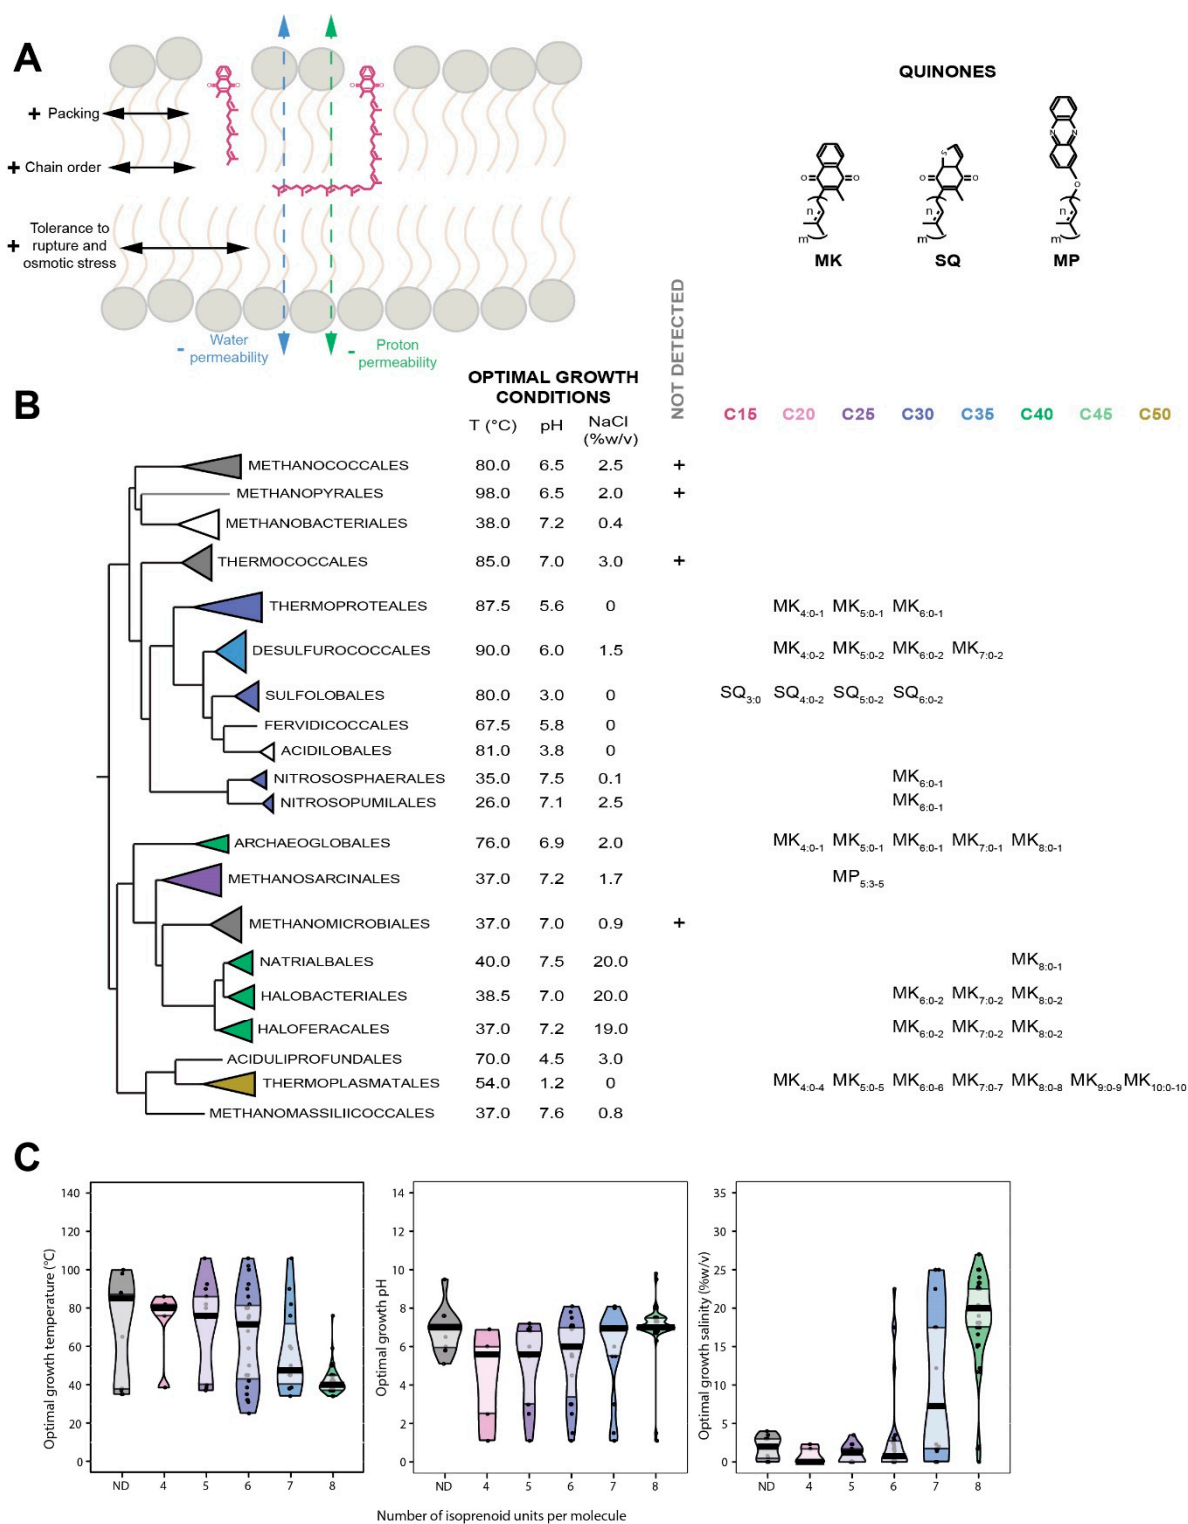 A
+ Packing
+ Chain order
+ Tolerance to
rupture and
osmotic stress
- Water
permeability
- Proton
permeability
QUINONES
S
N N
O O
O O
O
n n n
m m m
MK SQ MP
B
OPTIMAL GROWTH
CONDITIONS
NOT DETECTED
T (°C) pH NaCl
(%w/v)
C15 C20 C25 C30 C35 C40 C45 C50
METHANOCOCCALES 80.0 6.5 2.5 +
METHANOPYRALES 98.0 6.5 2.0 +
METHANOBACTERIALES 38.0 7.2 0.4
THERMOCOCCALES 85.0 7.0 3.0 +
THERMOPROTEALES 87.5 5.6 0 MK4:0-1 MK5:0-1 MK6:0-1
DESULFUROCOCCALES 90.0 6.0 1.5 MK4:0-2 MK5:0-2 MK6:0-2 MK7:0-2
SULFOLOBALES 80.0 3.0 0 SQ3:0 SQ4:0-2 SQ5:0-2 SQ6:0-2
FERVIDICOCCALES 67.5 5.8 0
ACIDILOBALES 81.0 3.8 0
NITROSOSPHAERALES 35.0 7.5 0.1 MK6:0-1
NITROSOPUMILALES 26.0 7.1 2.5 MK6:0-1
ARCHAEOGLOBALES 76.0 6.9 2.0 MK4:0-1 MK5:0-1 MK6:0-1 MK7:0-1 MK8:0-1
METHANOSARCINALES 37.0 7.2 1.7 MP5:3-5
METHANOMICROBIALES 37.0 7.0 0.9 +
NATRIALBALES 40.0 7.5 20.0 MK8:0-1
HALOBACTERIALES 38.5 7.0 20.0 MK6:0-2 MK7:0-2 MK8:0-2
HALOFERACALES 37.0 7.2 19.0 MK6:0-2 MK7:0-2 MK8:0-2
ACIDULIPROFUNDALES 70.0 4.5 3.0
THERMOPLASMATALES 54.0 1.2 0 MK4:0-4 MK5:0-5 MK6:0-6 MK7:0-7 MK8:0-8 MK9:0-9 MK10:0-10
METHANOMASSILIICOCCALES 37.0 7.6 0.8
C
Optimal growth temperature (°C)
140
120
100
80
60
40
20
0
ND 4 5 6 7 8
Optimal growth pH
14
12
10
8
6
4
2
0
ND 4 5 6 7 8
Optimal growth salinity (%w/v)
35
30
25
20
15
10
5
0
ND 4 5 6 7 8
Number of isoprenoid units per molecule